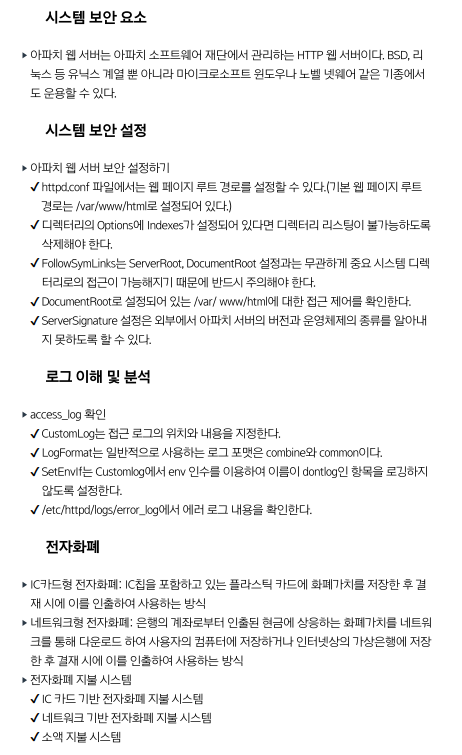 시스템 보안 요소
▸ 아파치 웹 서버는 아파치 소프트웨어 재단에서 관리하는 HTTP 웹 서버이다. BSD, 리
눅스 등 유닉스 계열 뿐 아니라 마이크로소프트 윈도우나 노벨 넷웨어 같은 기종에서
도 운용할 수 있다.
시스템 보안 설정
▸ 아파치 웹 서버 보안 설정하기
✓ httpd.conf 파일에서는 웹 페이지 루트 경로를 설정할 수 있다.(기본 웹 페이지 루트
경로는 /var/www/html로 설정되어 있다.)
✓ 디렉터리의 Options에 Indexes가 설정되어 있다면 디렉터리 리스팅이 불가능하도록
삭제해야 한다.
✓ FollowSymLinks는 ServerRoot, DocumentRoot 설정과는 무관하게 중요 시스템 디렉
터리로의 접근이 가능해지기 때문에 반드시 주의해야 한다.
✓ DocumentRoot로 설정되어 있는 /var/ www/html에 대한 접근 제어를 확인한다.
✓ ServerSignature 설정은 외부에서 아파치 서버의 버전과 운영체제의 종류를 알아내
지 못하도록 할 수 있다.
로그 이해 및 분석
▸ access_log 확인
✓ CustomLog는 접근 로그의 위치와 내용을 지정한다.
✓ LogFormat는 일반적으로 사용하는 로그 포맷은 combine와 common이다.
✓ SetEnvIf는 Customlog에서 env 인수를 이용하여 이름이 dontlog인 항목을 로깅하지
않도록 설정한다.
✓ /etc/httpd/logs/error_log에서 에러 로그 내용을 확인한다.
전자화폐
▸ IC카드형 전자화폐: IC칩을 포함하고 있는 플라스틱 카드에 화폐가치를 저장한 후 결
재 시에 이를 인출하여 사용하는 방식
▸ 네트워크형 전자화폐: 은행의 계좌로부터 인출된 현금에 상응하는 화폐가치를 네트워
크를 통해 다운로드 하여 사용자의 컴퓨터에 저장하거나 인터넷상의 가상은행에 저장
한 후 결재 시에 이를 인출하여 사용하는 방식
▸ 전자화폐 지불 시스템
✓ IC 카드 기반 전자화폐 지불 시스템
✓ 네트워크 기반 전자화폐 지불 시스템
✓ 소액 지불 시스템